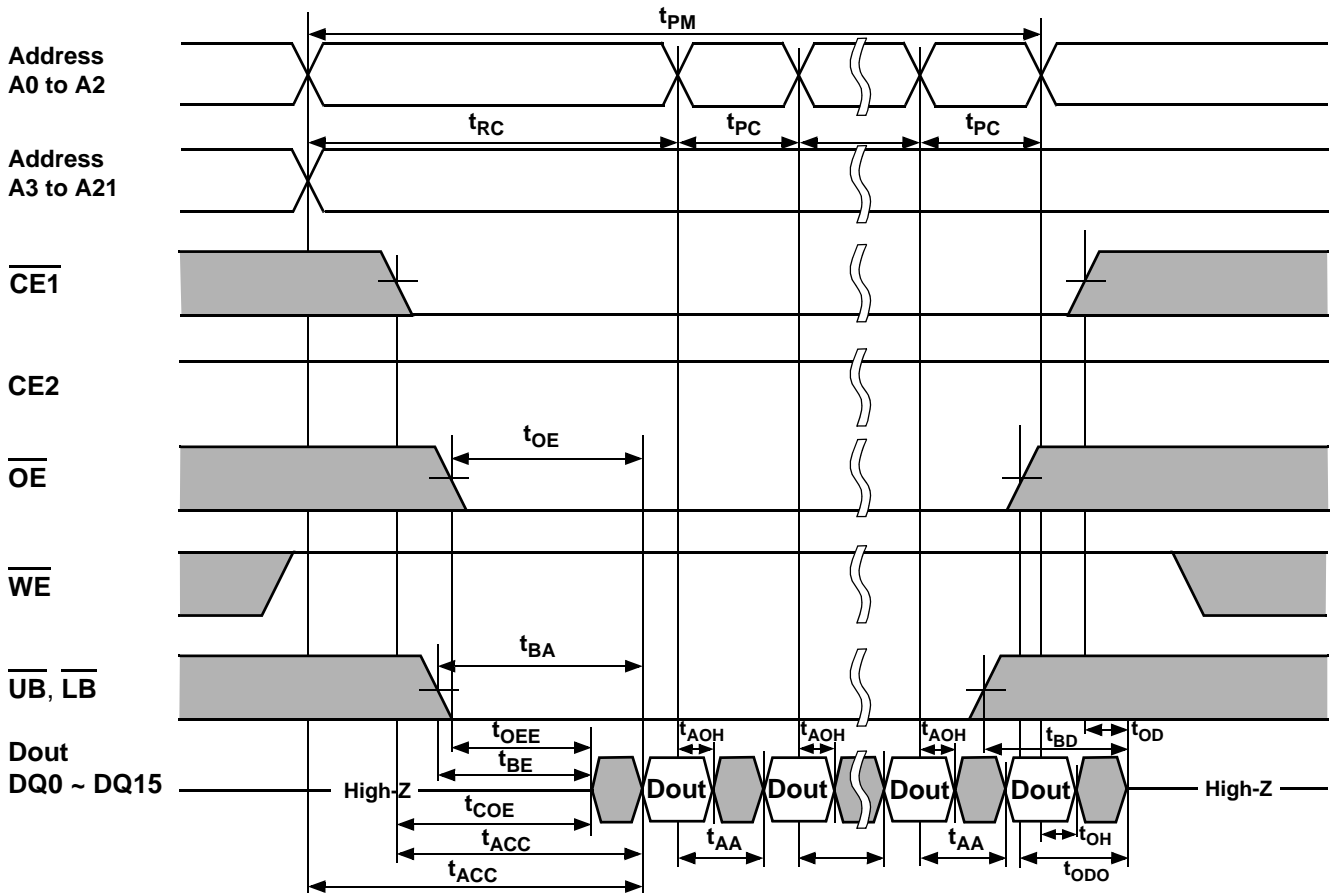 tPM
Address
A0 to A2
tRC
tPC
tPC
Address
A3 to A21
CE1
CE2
tOE
OE
WE
tBA
UB, LB
tOEE
tAOH
tAOH
tAOH
tBD
tOD
Dout
DQ0 ~ DQ15
tBE
High-Z
Dout
Dout
Dout
Dout
High-Z
tCOE
tACC
tAA
tAA
tOH
tACC
tODO